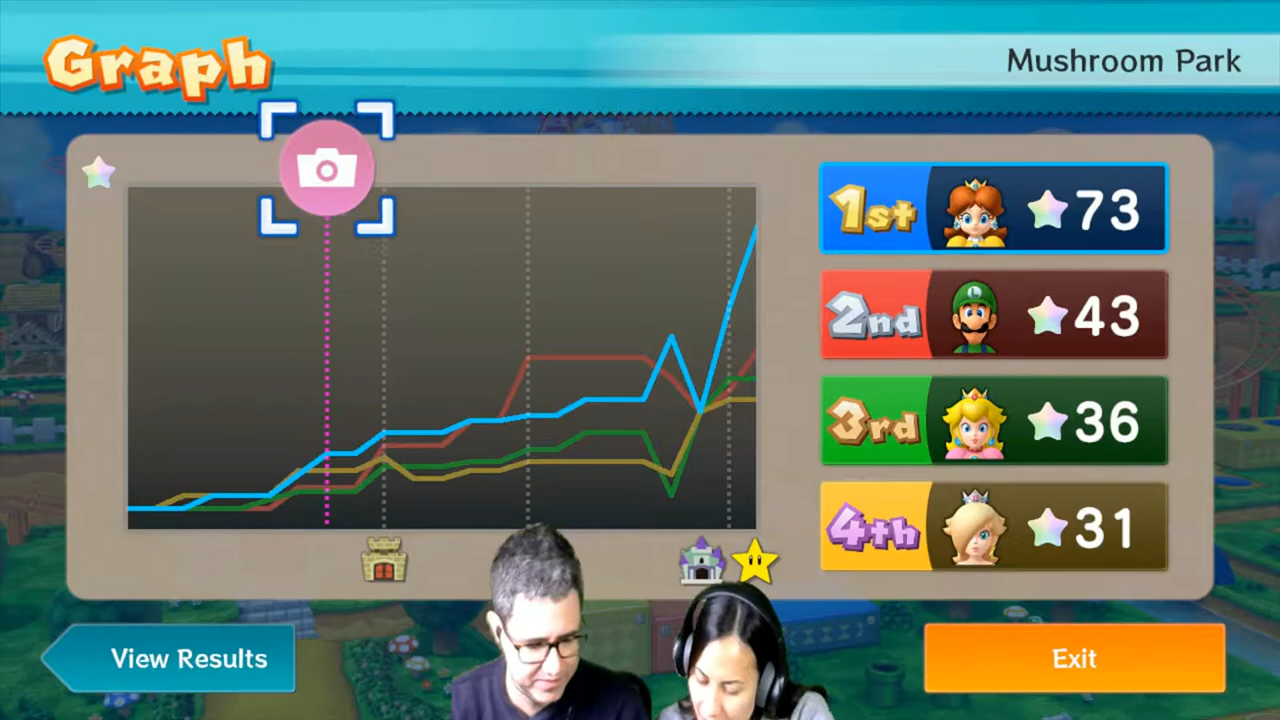 Graph
Mushroom Park
1st 73
2nd L 43
3rd 36
4th 31
View Results
Exit